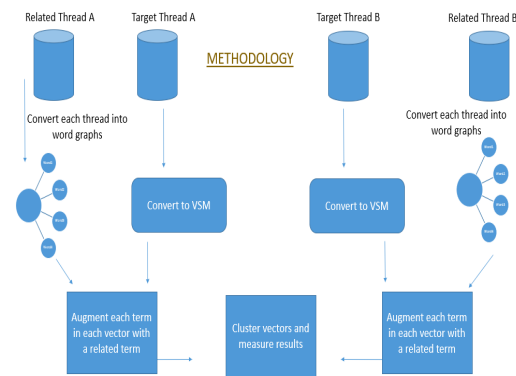 Related Thread A
Target Thread A
Target Thread B
Related Thread B
METHODOLOGY
Convert each thread into
word graphs
Convert each thread into
word graphs
Convert to VSM
Convert to VSM
Augment each term
in each vector with
a related term
Cluster vectors and
measure results
Augment each term
in each vector with
a related term